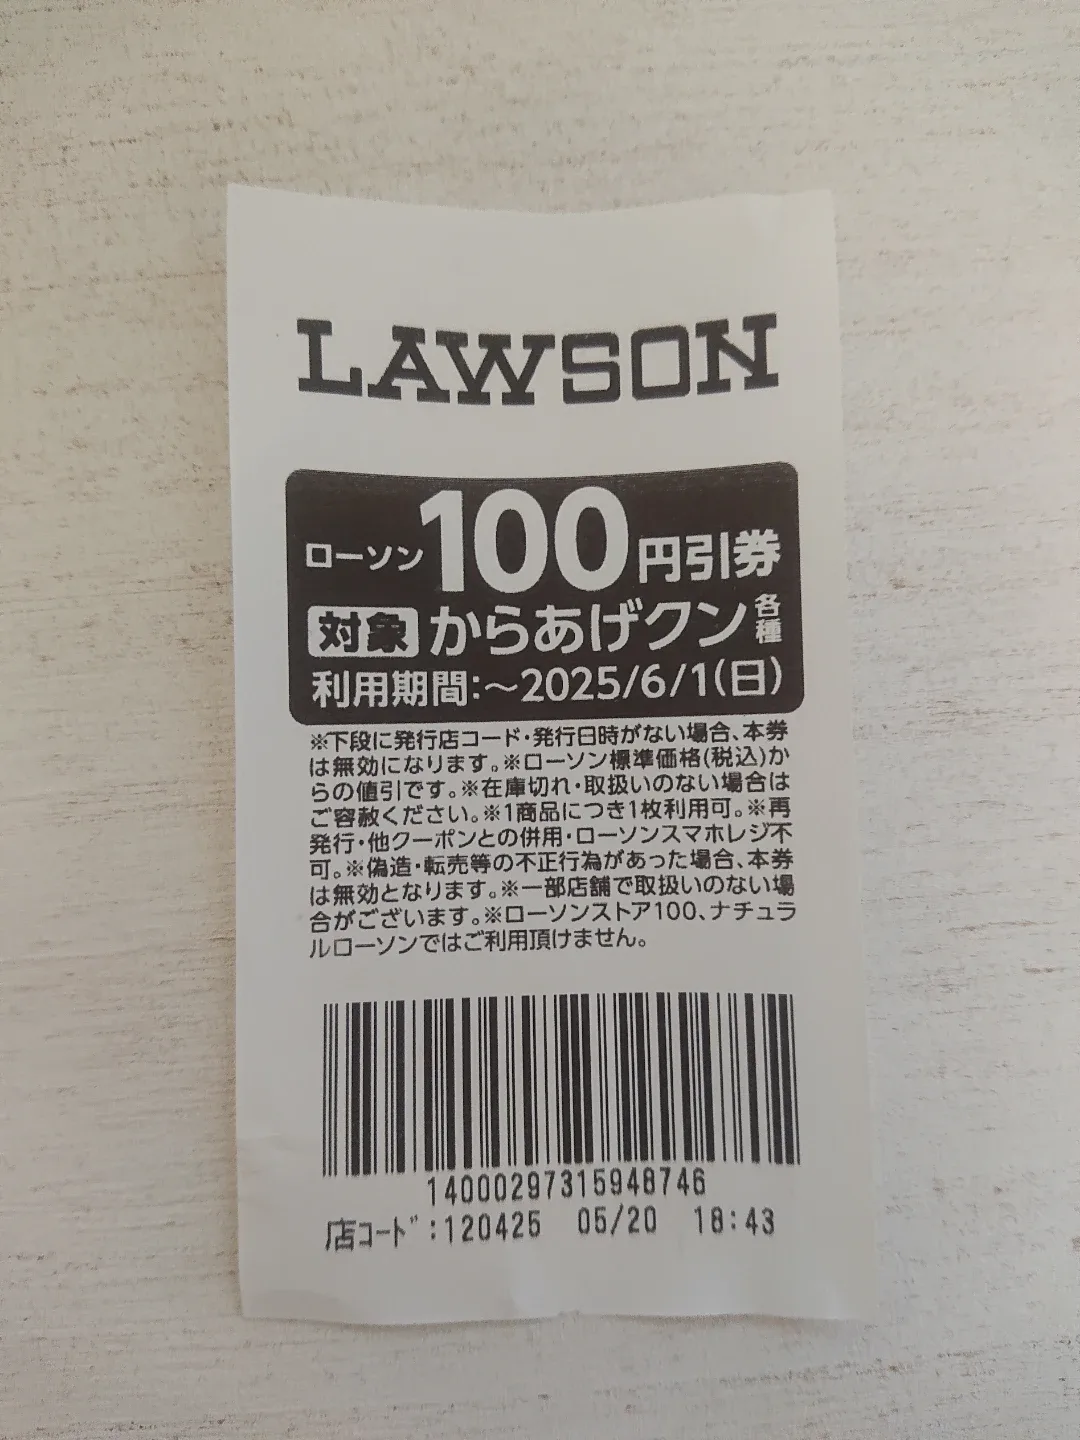 LAWSON
ローソン100円引券
対象 からあげクン各種
利用期間:～2025/6/1(日)
※下段に発行店コード・発行日時がない場合、本券
は無効になります。※ローソン標準価格(税込)か
らの値引です。※在庫切れ・取扱いのない場合は
ご容赦ください。※1商品につき1枚利用可。※再
発行・他クーポンとの併用・ローソンスマホレジ不
可。※偽造・転売等の不正行為があった場合、本券
は無効となります。※一部店舗で取扱いのない場
合がございます。※ローソンストア100、ナチュラ
ルローソンではご利用頂けません。
14000297315948746
店コード:120425 05/20 18:43